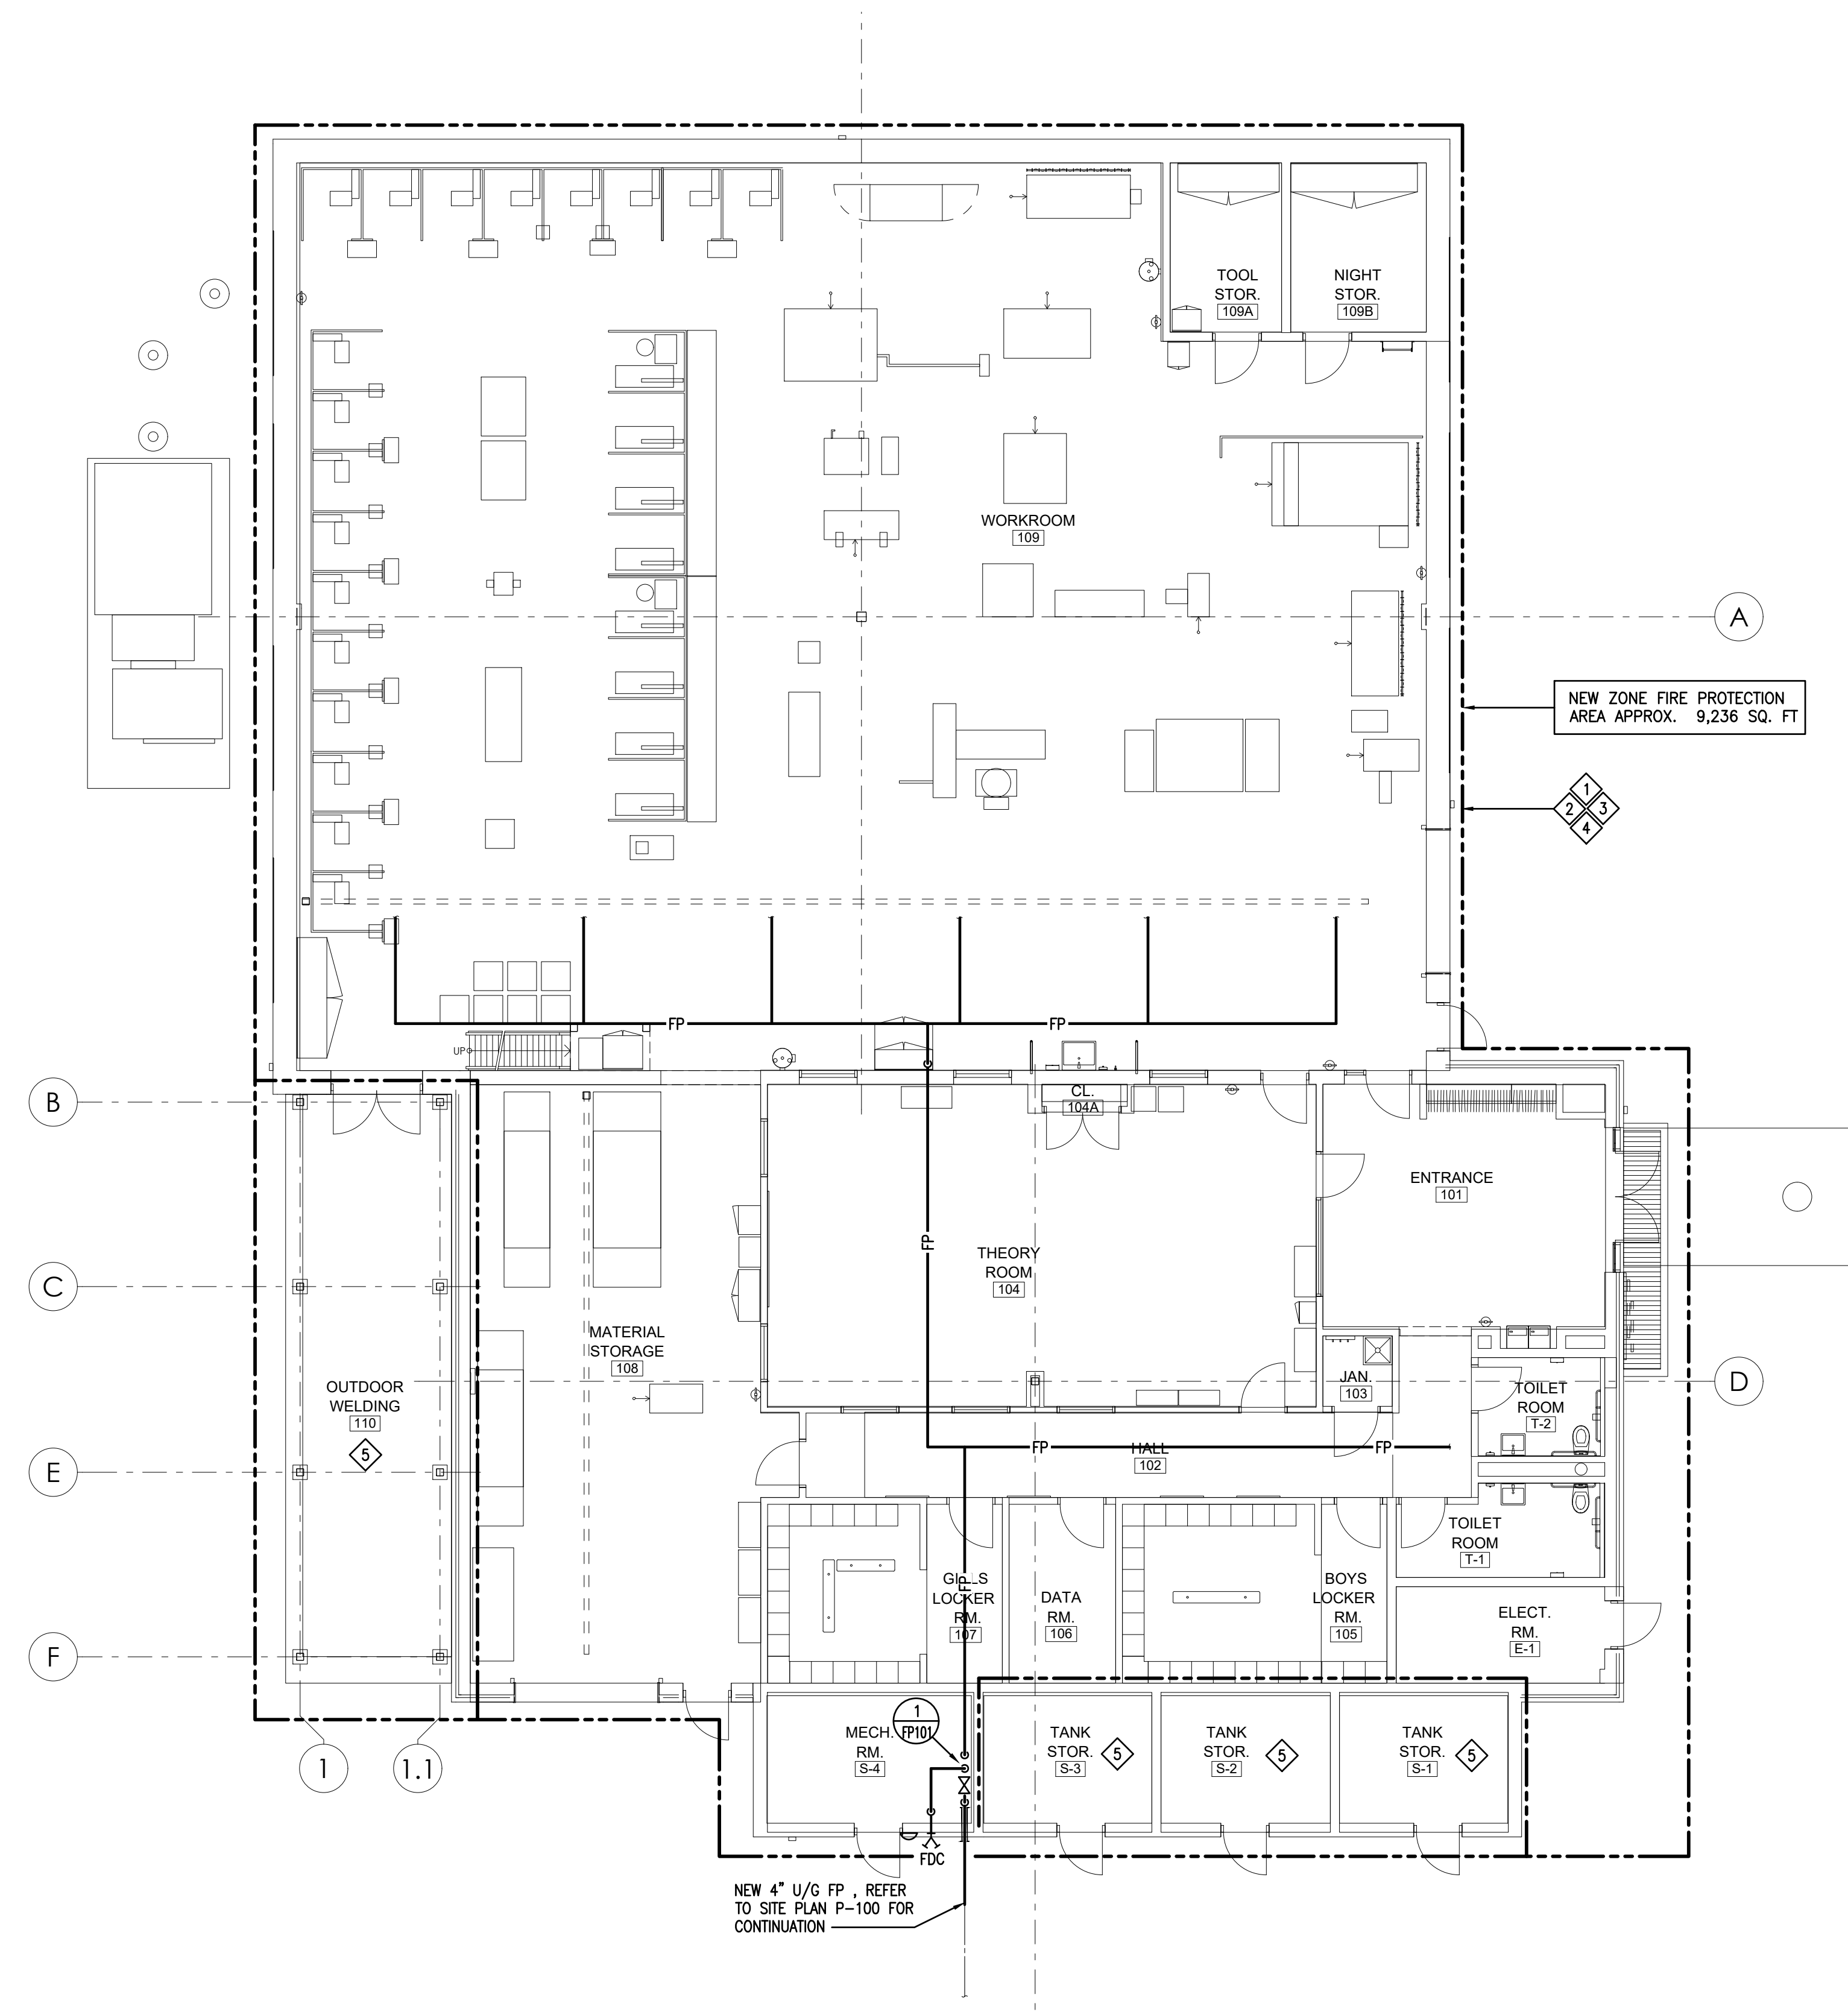 TOOL
STOR.
109A
NIGHT
STOR.
109B
WORKROOM
109
A
NEW ZONE FIRE PROTECTION
AREA APPROX. 9,236 SQ. FT
1
2
3
4
FP
FP
UP
B
CL.
104A
ENTRANCE
101
FP
THEORY
ROOM
104
C
MATERIAL
STORAGE
108
OUTDOOR
WELDING
110
5
JAN.
103
D
TOILET
ROOM
T-2
FP
HALL
102
FP
E
TOILET
ROOM
T-1
FP
GIRLS
LOCKER
RM.
107
DATA
RM.
106
BOYS
LOCKER
RM.
105
ELECT.
RM.
E-1
F
1
1.1
MECH.
RM.
S-4
1
FP101
TANK
STOR.
S-3
5
TANK
STOR.
S-2
5
TANK
STOR.
S-1
5
FDC
NEW 4" U/G FP , REFER
TO SITE PLAN P-100 FOR
CONTINUATION